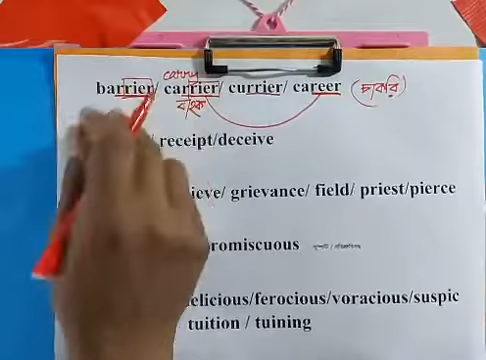 carry
barrier/ carrier/ currier/ career (চাকরি)
বাহক
/ receipt/deceive
ieve/ grievance/ field/ priest/pierce
romiscuous
elicious/ferocious/voracious/suspic
tuition / tuining